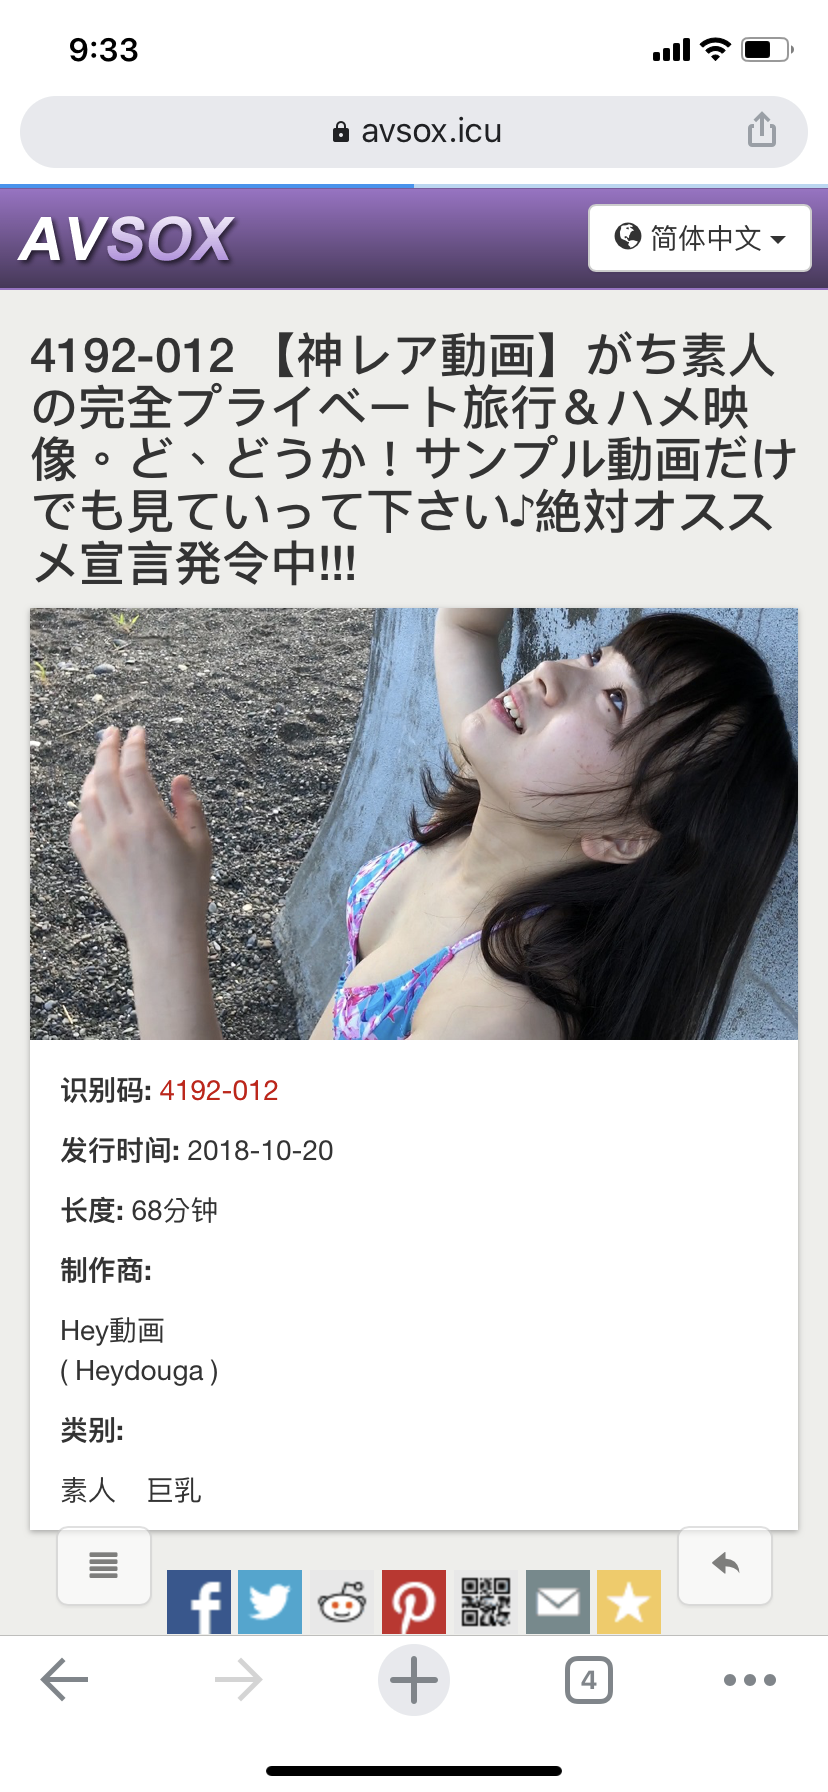 9:33
avsox.icu
AVSOX
简体中文
4192-012 【神レア動画】がち素人
の完全プライベート旅行＆ハメ映
像。ど、どうか！サンプル動画だけ
でも見ていって下さい♪絶対オスス
メ宣言発令中!!!
识别码: 4192-012
发行时间: 2018-10-20
长度: 68分钟
制作商:
Hey動画
( Heydouga )
类别:
素人 巨乳
4